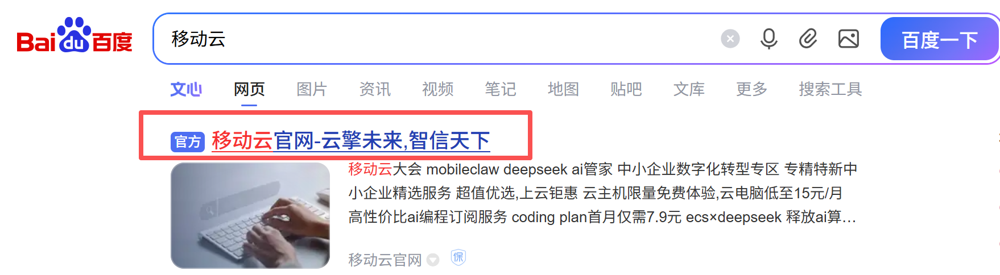 Bai du 百度
移动云
百度一下
文心 网页 图片 资讯 视频 笔记 地图 贴吧 文库 更多 搜索工具
官方 移动云官网-云擎未来,智信天下
移动云大会 mobileclaw deepseek ai管家 中小企业数字化转型专区 专精特新中
小企业精选服务 超值优选,上云钜惠 云主机限量免费体验,云电脑低至15元/月
高性价比ai编程订阅服务 coding plan首月仅需7.9元 ecs×deepseek 释放ai算...
移动云官网 保